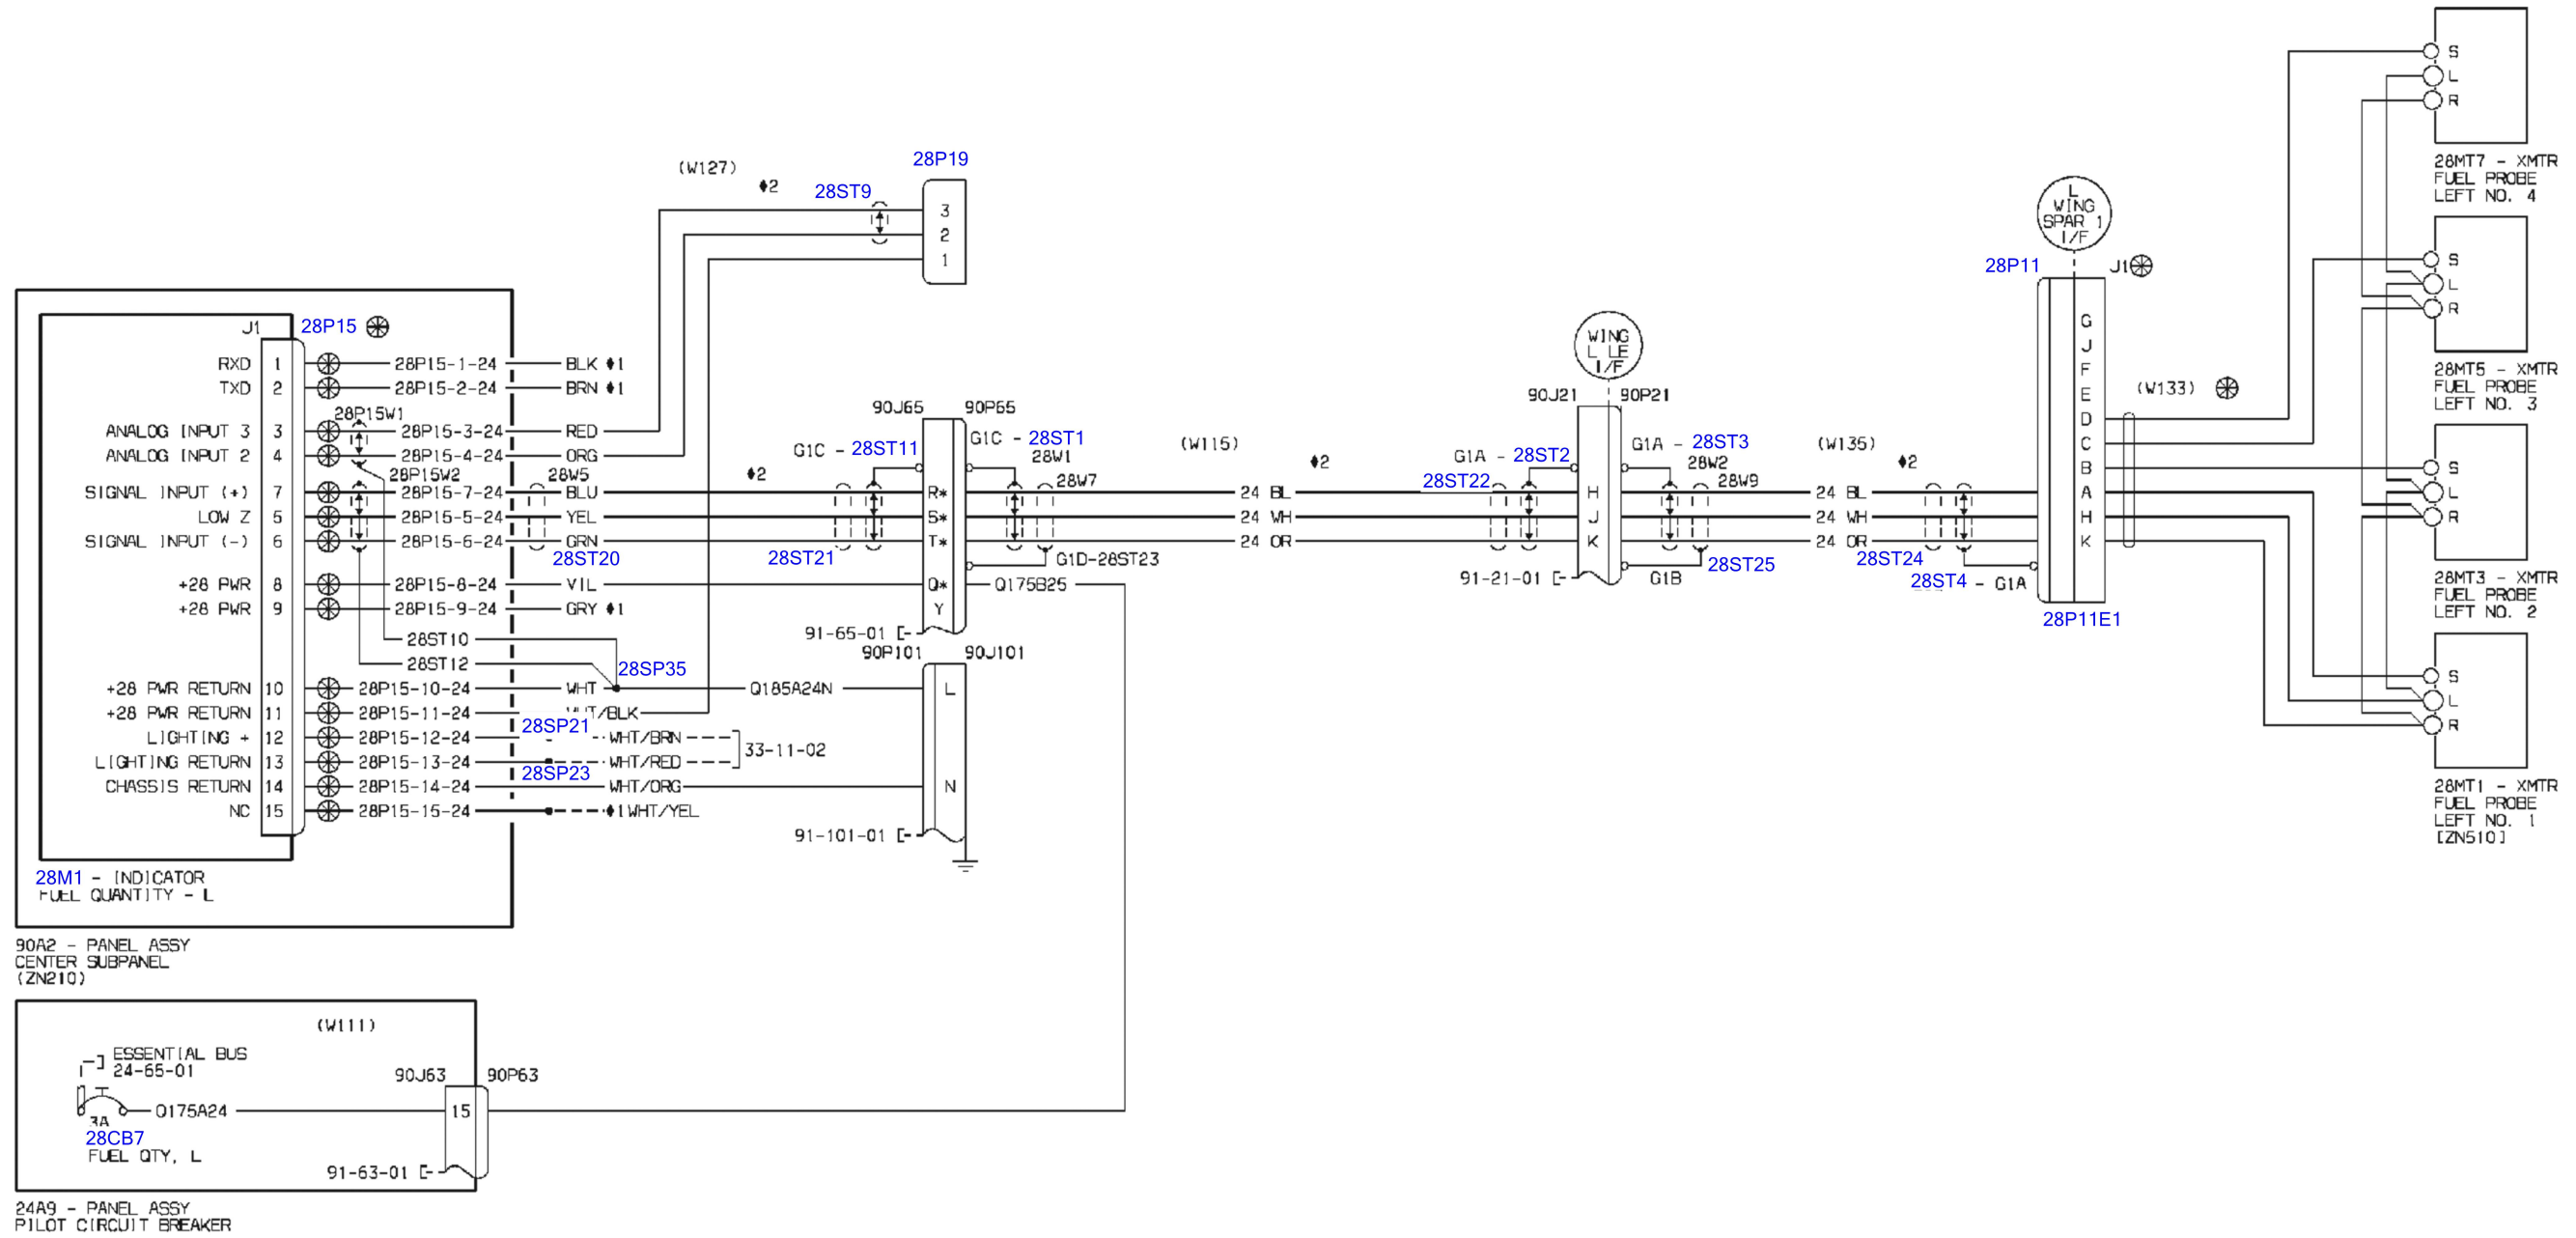 (W127)
♦2
28P19
28ST9
3
2
1
J1
28P15
RXD 1 28P15-1-24 BLK ♦1
TXD 2 28P15-2-24 BRN ♦1
28P15W1
ANALOG INPUT 3 3 28P15-3-24 RED
ANALOG INPUT 2 4 28P15-4-24 ORG
28P15W2 28W5
SIGNAL INPUT (+) 7 28P15-7-24 BLU
LOW Z 5 28P15-5-24 YEL
SIGNAL INPUT (-) 6 28P15-6-24 GRN
28ST20
+28 PWR 8 28P15-8-24 VIL
+28 PWR 9 28P15-9-24 GRY ♦1
28ST10
28ST12
28SP35
+28 PWR RETURN 10 28P15-10-24 WHT
Q185A24N
+28 PWR RETURN 11 28P15-11-24 WHT/BLK
28SP21
LIGHTING + 12 28P15-12-24 WHT/BRN
33-11-02
LIGHTING RETURN 13 28P15-13-24 WHT/RED
28SP23
CHASSIS RETURN 14 28P15-14-24 WHT/ORG
NC 15 28P15-15-24 ♦1WHT/YEL
28M1 - INDICATOR
FUEL QUANTITY - L
90A2 - PANEL ASSY
CENTER SUBPANEL
(ZN210)
♦2
90J65 90P65
G1C - 28ST11
G1C - 28ST1
28W1
28W7
28ST21
R*
S*
T*
G1D-28ST23
Q*
Q175B25
Y
91-65-01
90P101 90J101
L
N
91-101-01
(W115)
♦2
24 BL
24 WH
24 OR
WING
L LE
I/F
90J21 90P21
G1A - 28ST2
28ST22
G1A - 28ST3
28W2
28W9
H
J
K
91-21-01
G1B
28ST25
(W135)
♦2
24 BL
24 WH
24 OR
28ST24
28ST4 - G1A
L
WING
SPAR 1
I/F
28P11
J1
G
J
F
E
D
C
B
A
H
K
28P11E1
(W133)
S
L
R
28MT7 - XMTR
FUEL PROBE
LEFT NO. 4
S
L
R
28MT5 - XMTR
FUEL PROBE
LEFT NO. 3
S
L
R
28MT3 - XMTR
FUEL PROBE
LEFT NO. 2
S
L
R
28MT1 - XMTR
FUEL PROBE
LEFT NO. 1
[ZN510]
(W111)
ESSENTIAL BUS
24-65-01
90J63 90P63
Q175A24
15
3A
28CB7
FUEL QTY, L
91-63-01
24A9 - PANEL ASSY
PILOT CIRCUIT BREAKER